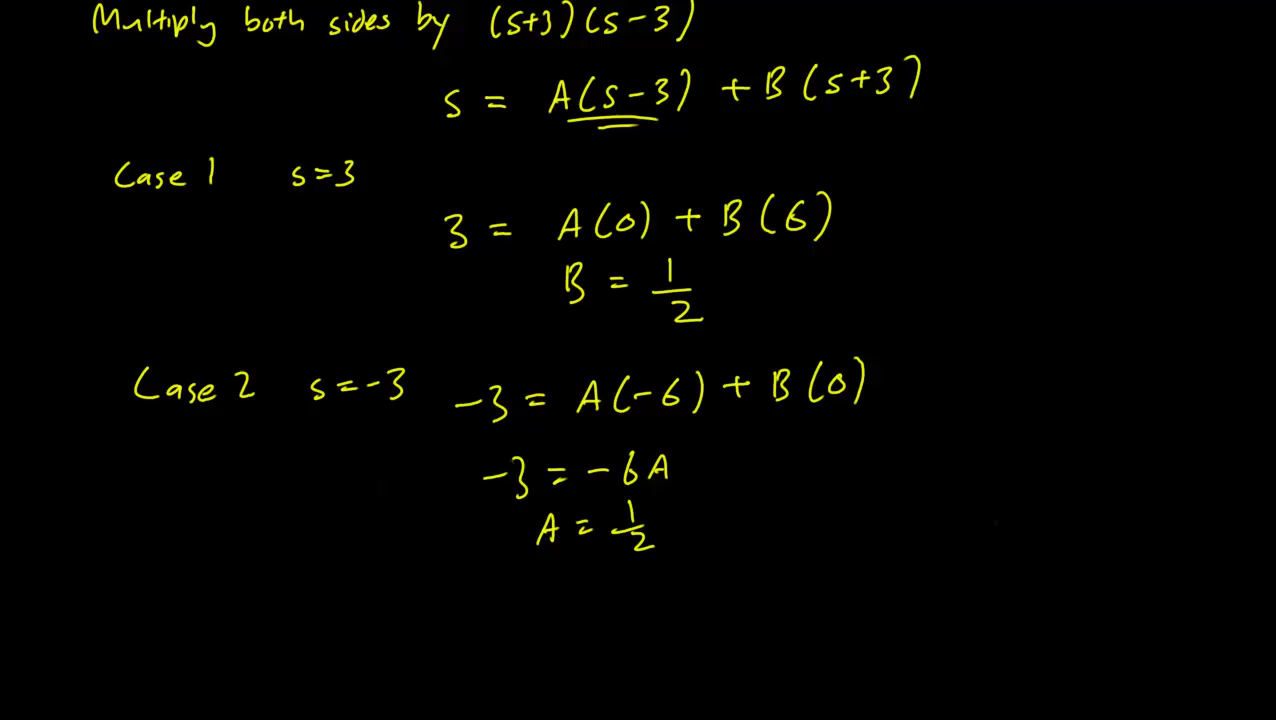 Multiply both sides by (s+3)(s-3)
s = A(s-3) + B(s+3)
Case 1 s=3
3 = A(0) + B(6)
B = 1/2
Case 2 s=-3 -3 = A(-6) + B(0)
-3 = -6A
A = 1/2